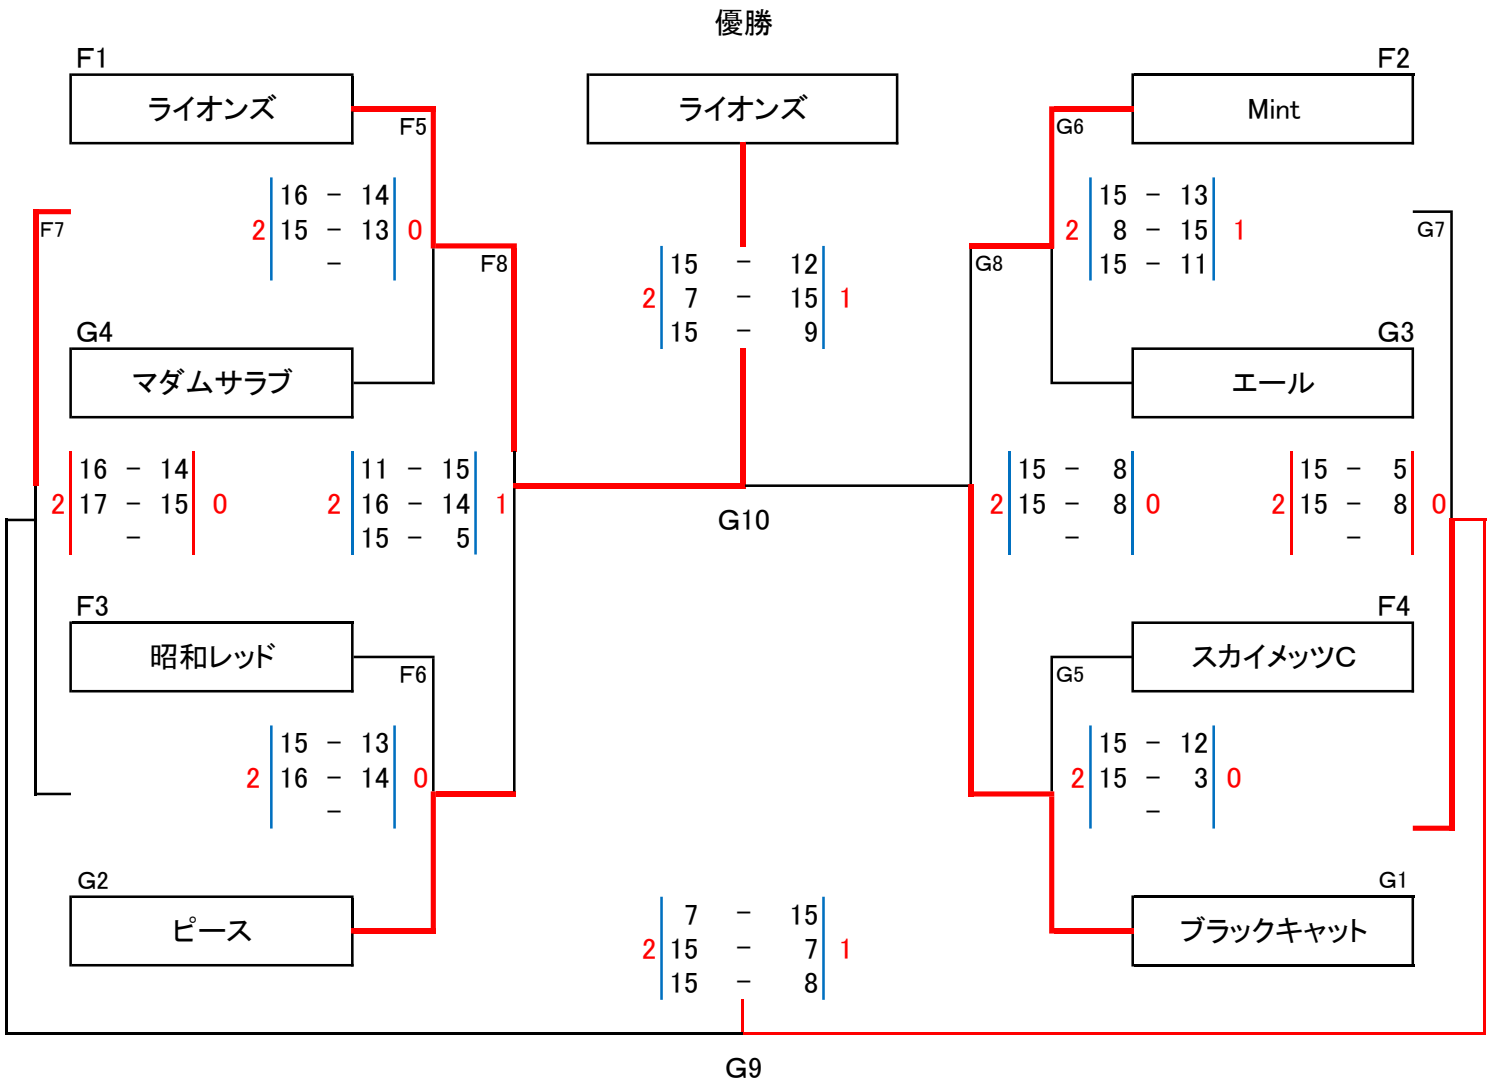 優勝
F1
F2
ライオンズ
ライオンズ
Mint
F5
G6
16 - 14
2 15 - 13 0
-
15 - 13
2 8 - 15 1
15 - 11
F7
G7
F8
G8
15 - 12
2 7 - 15 1
15 - 9
G4
G3
マダムサラブ
エール
16 - 14
2 17 - 15 0
-
11 - 15
2 16 - 14 1
15 - 5
15 - 8
2 15 - 8 0
-
15 - 5
2 15 - 8 0
-
G10
F3
F4
昭和レッド
スカイメッツC
F6
G5
15 - 13
2 16 - 14 0
-
15 - 12
2 15 - 3 0
-
G2
G1
ピース
ブラックキャット
7 - 15
2 15 - 7 1
15 - 8
G9